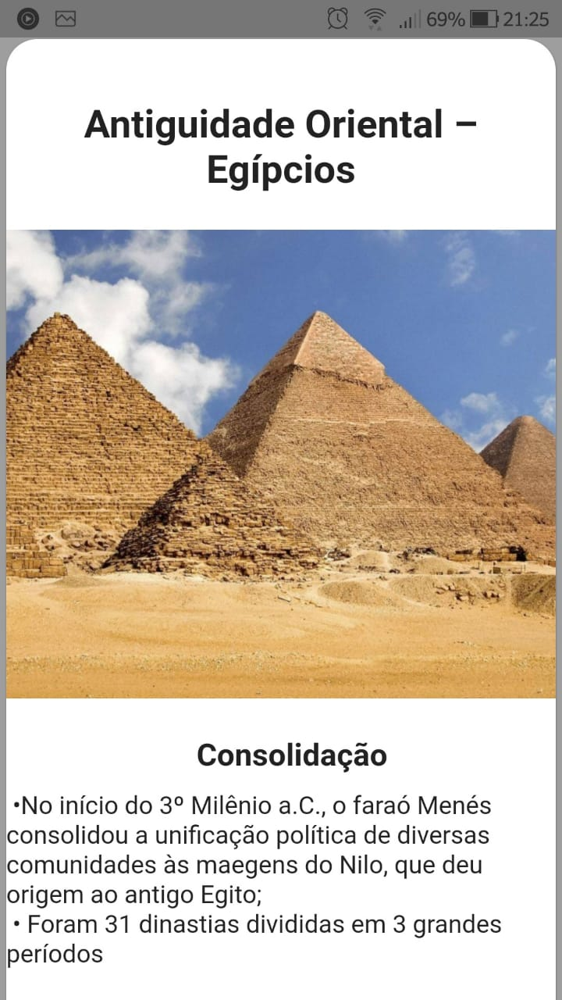 69% 21:25
Antiguidade Oriental –
Egípcios
Consolidação
•No início do 3º Milênio a.C., o faraó Menés
consolidou a unificação política de diversas
comunidades às maegens do Nilo, que deu
origem ao antigo Egito;
• Foram 31 dinastias divididas em 3 grandes
períodos